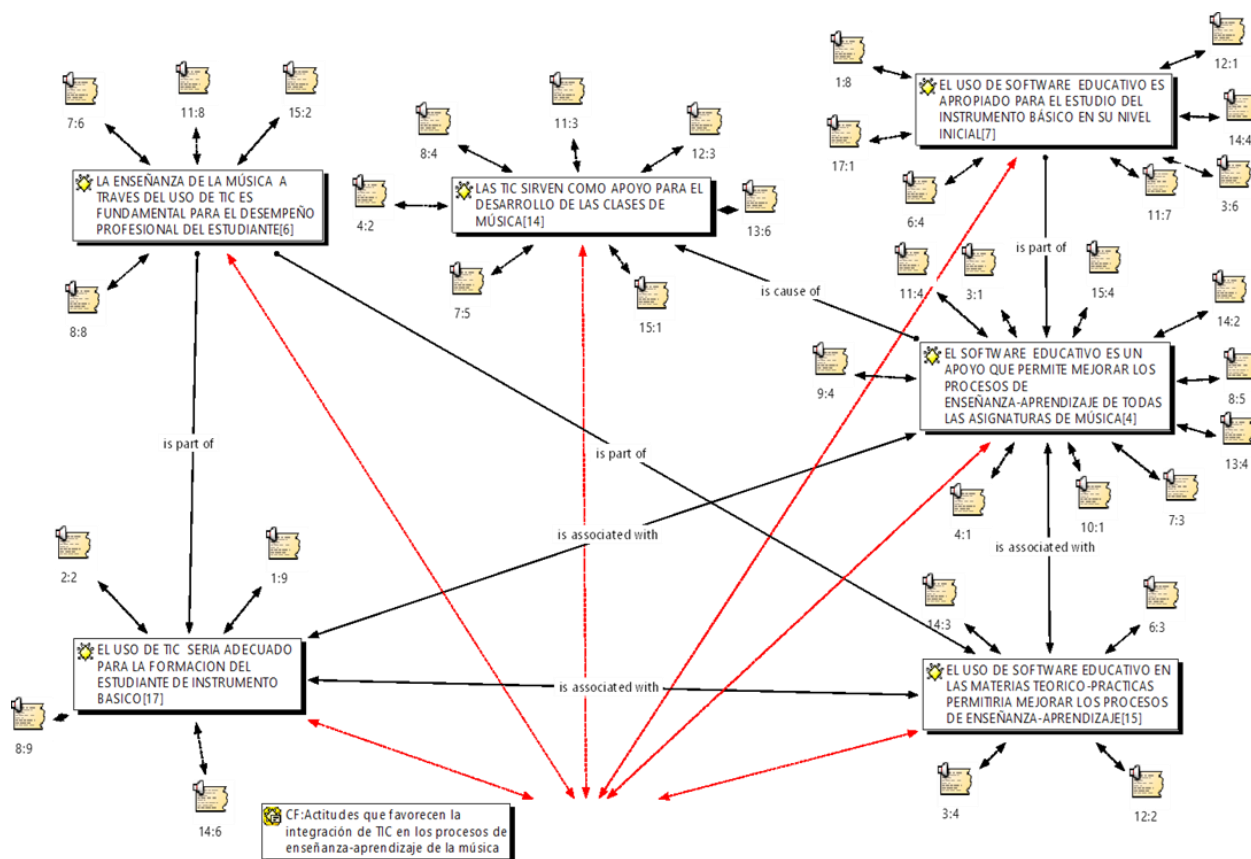 7:6
11:8
15:2
LA ENSEÑANZA DE LA MÚSICA A
TRAVES DEL USO DE TIC ES
FUNDAMENTAL PARA EL DESEMPEÑO
PROFESIONAL DEL ESTUDIANTE[6]
8:8
8:4
11:3
12:3
4:2
LAS TIC SIRVEN COMO APOYO PARA EL
DESARROLLO DE LAS CLASES DE
MÚSICA[14]
13:6
7:5
15:1
1:8
12:1
EL USO DE SOFTWARE EDUCATIVO ES
APROPIADO PARA EL ESTUDIO DEL
INSTRUMENTO BÁSICO EN SU NIVEL
INICIAL[7]
17:1
14:4
6:4
11:7
3:6
is part of
is cause of
11:4
3:1
15:4
14:2
9:4
EL SOFTWARE EDUCATIVO ES UN
APOYO QUE PERMITE MEJORAR LOS
PROCESOS DE
ENSEÑANZA-APRENDIZAJE DE TODAS
LAS ASIGNATURAS DE MÚSICA[4]
8:5
13:4
4:1
10:1
7:3
is part of
is part of
is associated with
is associated with
2:2
1:9
EL USO DE TIC SERIA ADECUADO
PARA LA FORMACION DEL
ESTUDIANTE DE INSTRUMENTO
BASICO[17]
8:9
14:6
is associated with
14:3
6:3
EL USO DE SOFTWARE EDUCATIVO EN
LAS MATERIAS TEORICO-PRACTICAS
PERMITIRIA MEJORAR LOS PROCESOS
DE ENSEÑANZA-APRENDIZAJE[15]
3:4
12:2
CF:Actitudes que favorecen la
integración de TIC en los procesos de
enseñanza-aprendizaje de la música